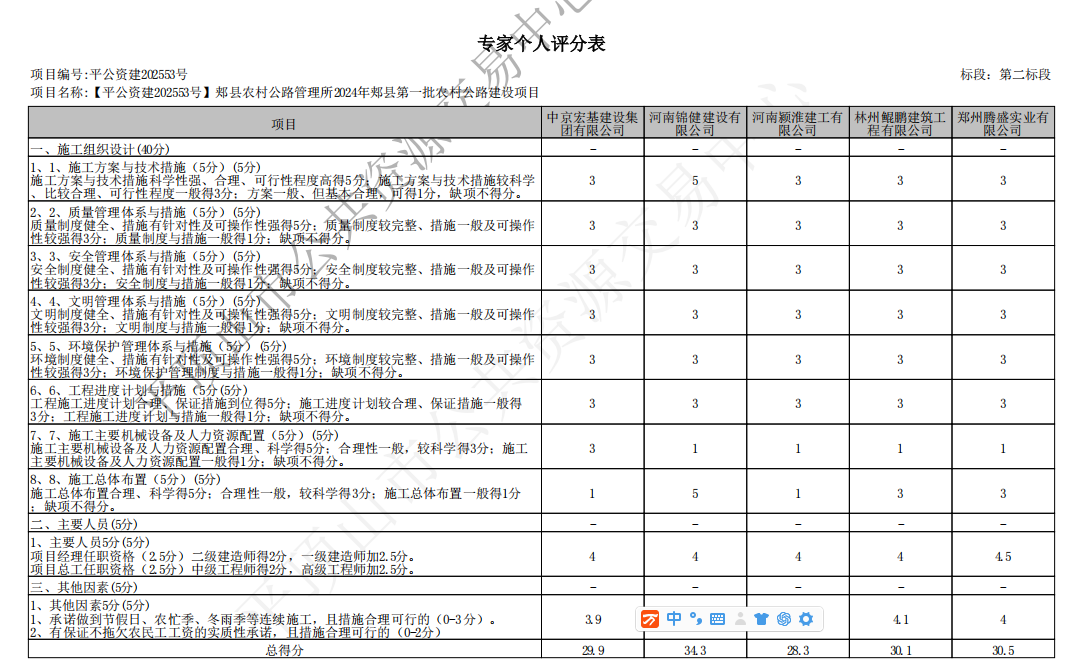 专家个人评分表
项目编号:平公资建202553号
标段：第二标段
项目名称:【平公资建202553号】郏县农村公路管理所2024年郏县第一批农村公路建设项目
项目 中京宏基建设集团有限公司 河南锦健建设有限公司 河南颍淮建工有限公司 林州鲲鹏建筑工程有限公司 郑州腾盛实业有限公司
一、施工组织设计(40分) – – – – –
1、1、施工方案与技术措施（5分）(5分)
施工方案与技术措施科学性强、合理、可行性程度高得5分；施工方案与技术措施较科学
、比较合理、可行性程度一般得3分；方案一般、但基本合理，可得1分，缺项不得分。
3 5 3 3 3
2、2、质量管理体系与措施（5分）(5分)
质量制度健全、措施有针对性及可操作性强得5分；质量制度较完整、措施一般及可操作
性较强得3分；质量制度与措施一般得1分；缺项不得分。
3 3 3 3 3
3、3、安全管理体系与措施（5分）(5分)
安全制度健全、措施有针对性及可操作性强得5分；安全制度较完整、措施一般及可操作
性较强得3分；安全制度与措施一般得1分；缺项不得分。
3 3 3 3 3
4、4、文明管理体系与措施（5分）(5分)
文明制度健全、措施有针对性及可操作性强得5分；文明制度较完整、措施一般及可操作
性较强得3分；文明制度与措施一般得1分；缺项不得分。
3 3 3 3 3
5、5、环境保护管理体系与措施（5分）(5分)
环境制度健全、措施有针对性及可操作性强得5分；环境制度较完整、措施一般及可操作
性较强得3分；环境保护管理制度与措施一般得1分；缺项不得分。
3 3 3 3 3
6、6、工程进度计划与措施（5分(5分)
工程施工进度计划合理、保证措施到位得5分；施工进度计划较合理、保证措施一般得
3分；工程施工进度计划与措施一般得1分；缺项不得分。
3 3 3 3 3
7、7、施工主要机械设备及人力资源配置（5分）(5分)
施工主要机械设备及人力资源配置合理、科学得5分；合理性一般，较科学得3分；施工
主要机械设备及人力资源配置一般得1分；缺项不得分。
3 1 1 1 1
8、8、施工总体布置（5分）(5分)
施工总体布置合理、科学得5分；合理性一般，较科学得3分；施工总体布置一般得1分
；缺项不得分。
1 5 1 3 3
二、主要人员(5分) – – – – –
1、主要人员5分(5分)
项目经理任职资格（2.5分）二级建造师得2分，一级建造师加2.5分。
项目总工任职资格（2.5分）中级工程师得2分，高级工程师加2.5分。
4 4 4 4 4.5
三、其他因素(5分) – – – – –
1、其他因素5分(5分)
1、承诺做到节假日、农忙季、冬雨季等连续施工，且措施合理可行的（0-3分）。
2、有保证不拖欠农民工工资的实质性承诺，且措施合理可行的（0-2分）
3.9 4.1 4
中
总得分 29.9 34.3 28.3 30.1 30.5
平顶山市公共资源交易中心
平顶山市公共资源交易中心